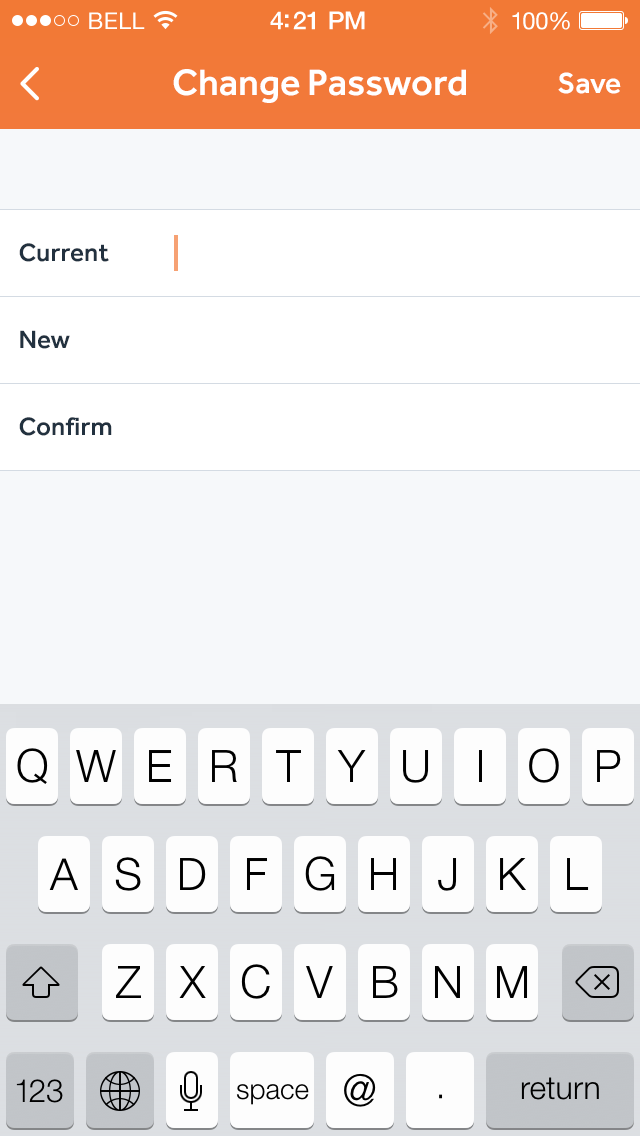 BELL 4:21 PM 100%
Change Password Save
Current
New
Confirm
Q W E R T Y U I O P
A S D F G H J K L
Z X C V B N M
123 space @ . return